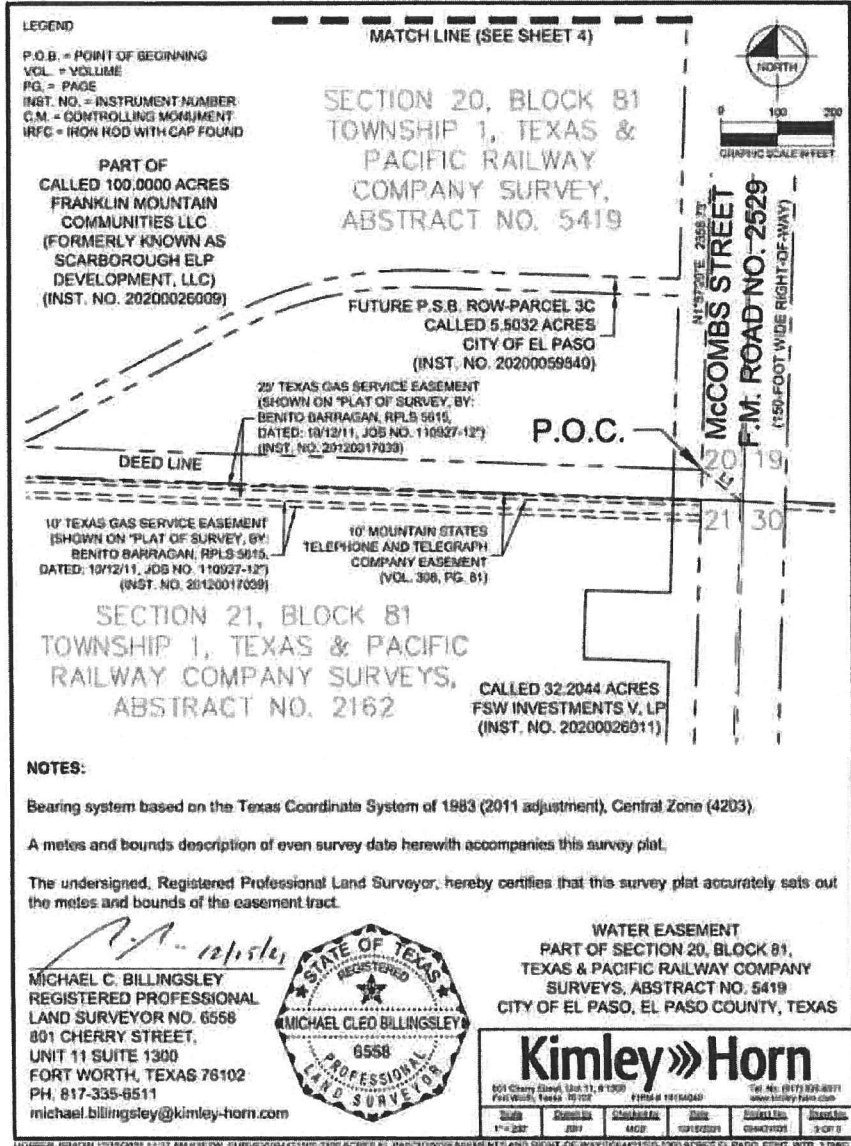 LEGEND
P.O.B. = POINT OF BEGINNING
VOL. = VOLUME
PG. = PAGE
INST. NO. = INSTRUMENT NUMBER
C.M. = CONTROLLING MONUMENT
IRFC = IRON ROD WITH CAP FOUND
MATCH LINE (SEE SHEET 4)
NORTH
0 100 200
GRAPHIC SCALE IN FEET
SECTION 20, BLOCK 81
TOWNSHIP 1, TEXAS &
PACIFIC RAILWAY
COMPANY SURVEY,
ABSTRACT NO. 5419
PART OF
CALLED 100.0000 ACRES
FRANKLIN MOUNTAIN
COMMUNITIES LLC
(FORMERLY KNOWN AS
SCARBOROUGH ELP
DEVELOPMENT, LLC)
(INST. NO. 20200026009)
McCOMBS STREET
F.M. ROAD NO. 2529
(150-FOOT WIDE RIGHT-OF-WAY)
FUTURE P.S.B. ROW-PARCEL 3C
CALLED 5.5032 ACRES
CITY OF EL PASO
(INST. NO. 20200059840)
TEXAS GAS SERVICE EASEMENT
(SHOWN ON "PLAT OF SURVEY, BY:
BENITO BARRAGAN, RPLS 5615,
DATED: 10/12/11, JOB NO. 110927-12")
(INST. NO. 20120017039)
P.O.C.
DEED LINE
20 19
21 30
10' TEXAS GAS SERVICE EASEMENT
(SHOWN ON "PLAT OF SURVEY, BY:
BENITO BARRAGAN, RPLS 5615,
DATED: 10/12/11, JOB NO. 110927-12")
(INST. NO. 20120017039)
10' MOUNTAIN STATES
TELEPHONE AND TELEGRAPH
COMPANY EASEMENT
(VOL. 308, PG. 81)
SECTION 21, BLOCK 81
TOWNSHIP 1, TEXAS & PACIFIC
RAILWAY COMPANY SURVEYS,
ABSTRACT NO. 2162
CALLED 32.2044 ACRES
FSW INVESTMENTS V, LP
(INST. NO. 20200026011)
NOTES:
Bearing system based on the Texas Coordinate System of 1983 (2011 adjustment), Central Zone (4203)
A metes and bounds description of even survey date herewith accompanies this survey plat.
The undersigned, Registered Professional Land Surveyor, hereby certifies that this survey plat accurately sets out
the metes and bounds of the easement tract.
12/15/21
MICHAEL C. BILLINGSLEY
REGISTERED PROFESSIONAL
LAND SURVEYOR NO. 6558
801 CHERRY STREET,
UNIT 11 SUITE 1300
FORT WORTH, TEXAS 76102
PH. 817-335-6511
michael.billingsley@kimley-horn.com
STATE OF TEXAS
REGISTERED
MICHAEL CLEO BILLINGSLEY
6558
PROFESSIONAL
LAND SURVEYOR
WATER EASEMENT
PART OF SECTION 20, BLOCK 81,
TEXAS & PACIFIC RAILWAY COMPANY
SURVEYS, ABSTRACT NO. 5419
CITY OF EL PASO, EL PASO COUNTY, TEXAS
Kimley»Horn
www.kimley-horn.com